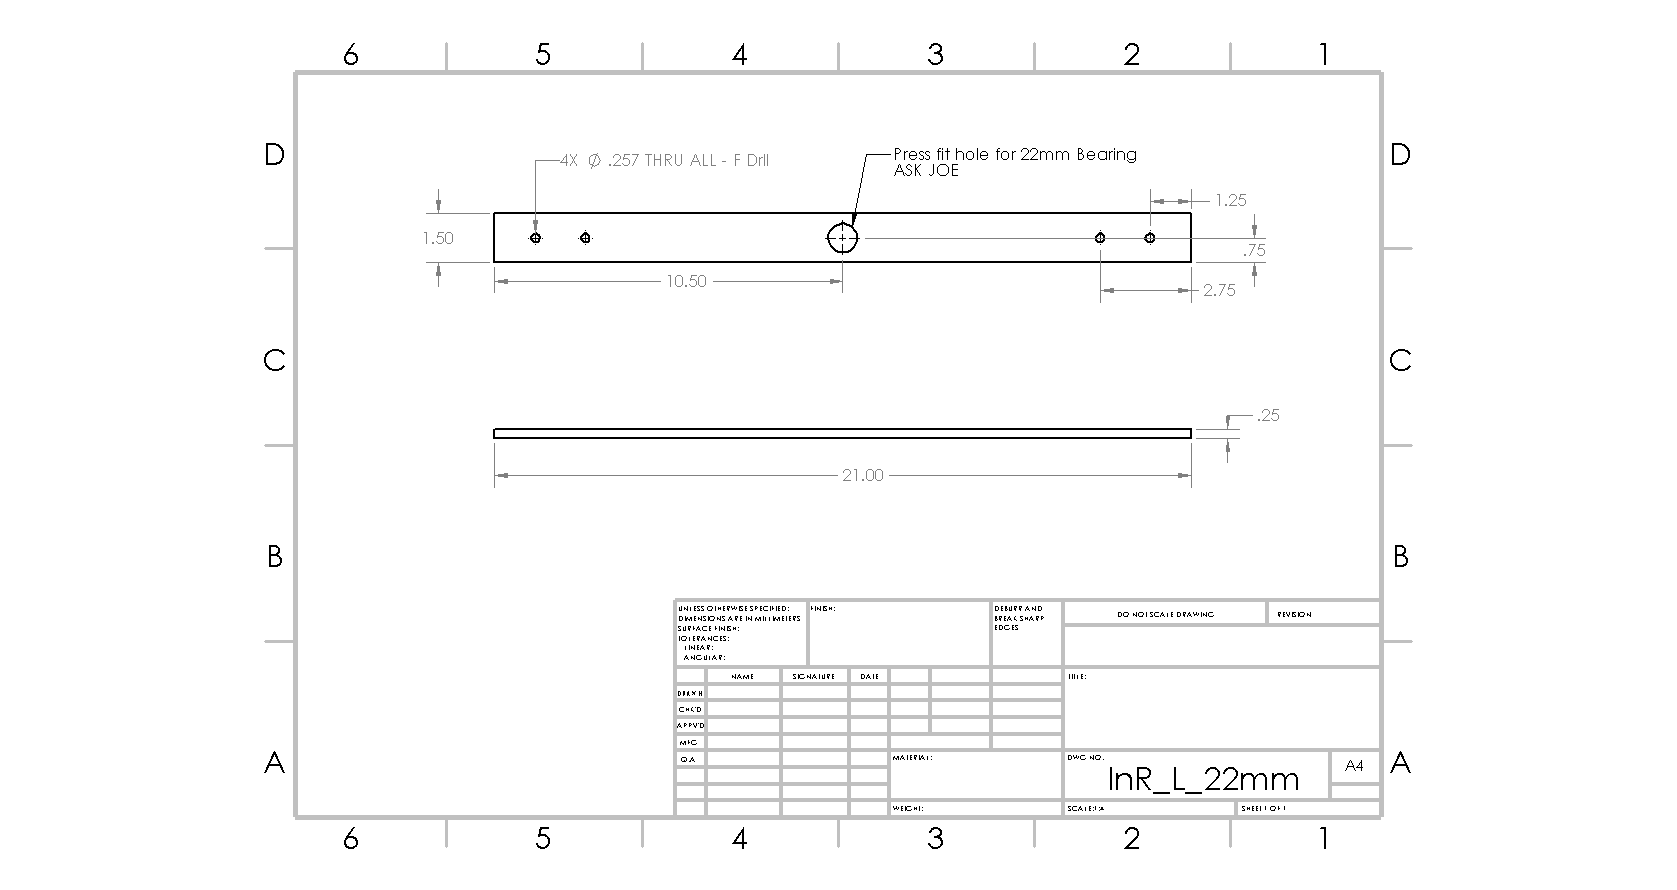 6 5 4 3 2 1
D D
4X Ø .257 THRU ALL - F Drill
Press fit hole for 22mm Bearing
ASK JOE
1.25
1.50
.75
10.50
2.75
C C
.25
21.00
B B
UNLESS OTHERWISE SPECIFIED:
DIMENSIONS ARE IN MILLIMETERS
SURFACE FINISH:
TOLERANCES:
LINEAR:
ANGULAR:
FINISH:
DEBURR AND
BREAK SHARP
EDGES
DO NOT SCALE DRAWING
REVISION
NAME SIGNATURE DATE
TITLE:
DRAWN
CHK'D
APPV'D
MFG
Q.A
MATERIAL:
DWG NO.
InR_L_22mm
A4
A A
WEIGHT:
SCALE:1:4
SHEET 1 OF 1
6 5 4 3 2 1